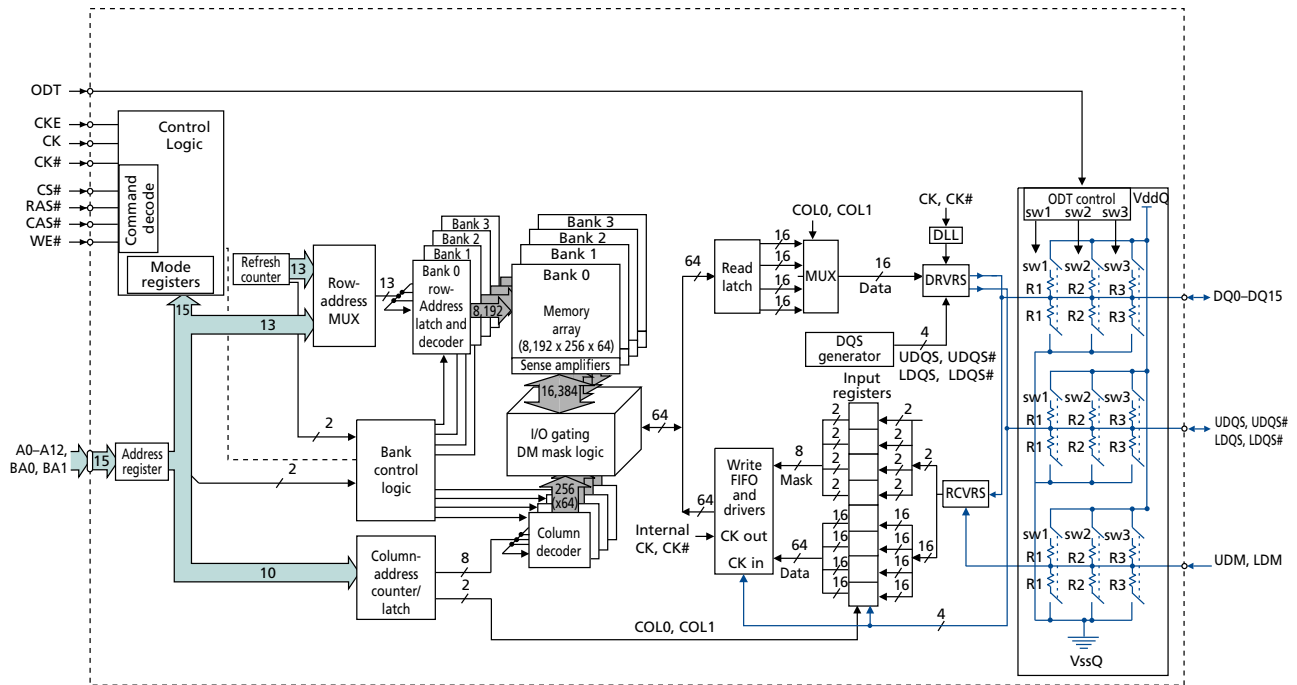 ODT
CKE
CK
CK#
CS#
RAS#
CAS#
WE#
Control
Logic
Command
decode
Mode
registers
15
13
Refresh
counter
13
Row-
address
MUX
13
Bank 3
Bank 2
Bank 1
Bank 0
row-
Address
latch and
decoder
8,192
Bank 3
Bank 2
Bank 1
Bank 0
Memory
array
(8,192 x 256 x 64)
Sense amplifiers
16,384
I/O gating
DM mask logic
256
(x64)
Column
decoder
A0–A12,
BA0, BA1
15
Address
register
2
2
Bank
control
logic
10
Column-
address
counter/
latch
8
2
COL0, COL1
64
64
64
Read
latch
16
16
16
16
COL0, COL1
MUX
16
Data
CK, CK#
DLL
DRVRS
DQS
generator
4
UDQS, UDQS#
LDQS, LDQS#
Input
registers
2
2
2
2
2
2
2
2
2
8
Mask
Write
FIFO
and
drivers
CK out
CK in
Internal
CK, CK#
64
Data
16
16
16
16
16
16
16
16
16
RCVRS
4
ODT control
VddQ
sw1 sw2 sw3
sw1 sw2 sw3
R1 R2 R3
R1 R2 R3
sw1 sw2 sw3
R1 R2 R3
R1 R2 R3
sw1 sw2 sw3
R1 R2 R3
R1 R2 R3
VssQ
DQ0–DQ15
UDQS, UDQS#
LDQS, LDQS#
UDM, LDM